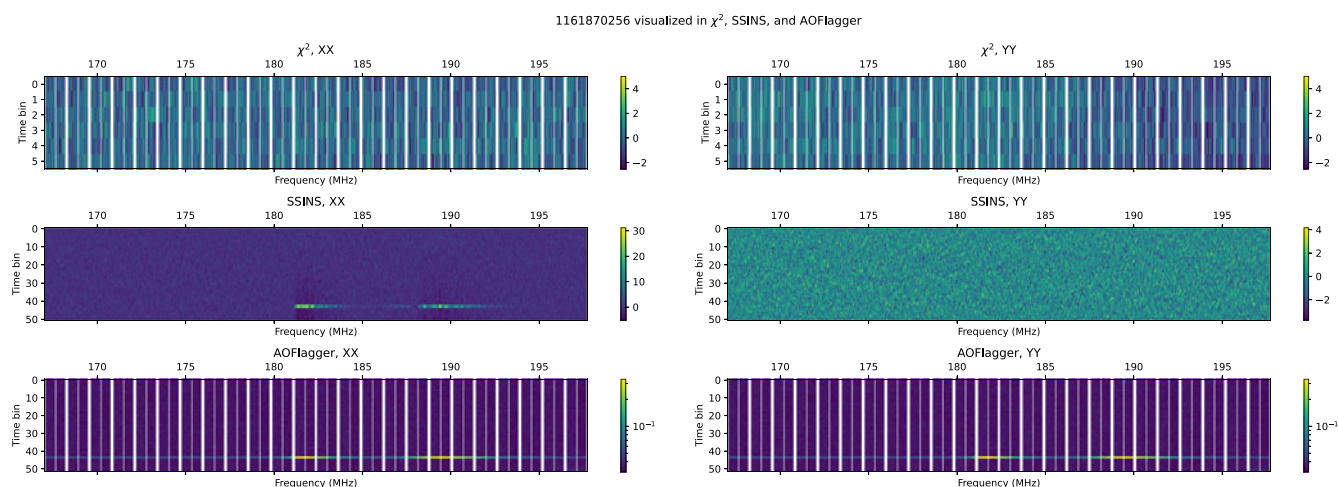 1161870256 visualized in χ², SSINS, and AOFlagger
χ², XX
170 175 180 185 190 195
Time bin
0
1
2
3
4
5
Frequency (MHz)
4
2
0
−2
χ², YY
170 175 180 185 190 195
Time bin
0
1
2
3
4
5
Frequency (MHz)
4
2
0
−2
SSINS, XX
170 175 180 185 190 195
Time bin
0
10
20
30
40
50
Frequency (MHz)
30
20
10
0
SSINS, YY
170 175 180 185 190 195
Time bin
0
10
20
30
40
50
Frequency (MHz)
4
2
0
−2
AOFlagger, XX
170 175 180 185 190 195
Time bin
0
10
20
30
40
50
Frequency (MHz)
10⁻¹
AOFlagger, YY
170 175 180 185 190 195
Time bin
0
10
20
30
40
50
Frequency (MHz)
10⁻¹